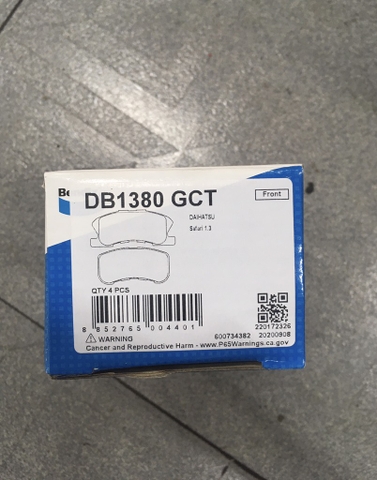 Be
DB1380 GCT
Front
DAIHATSU
Safari 1.3
QTY 4 PCS
8 852765 004401
220172326
⚠ WARNING
600734382 20200908
Cancer and Reproductive Harm - www.P65Warnings.ca.gov